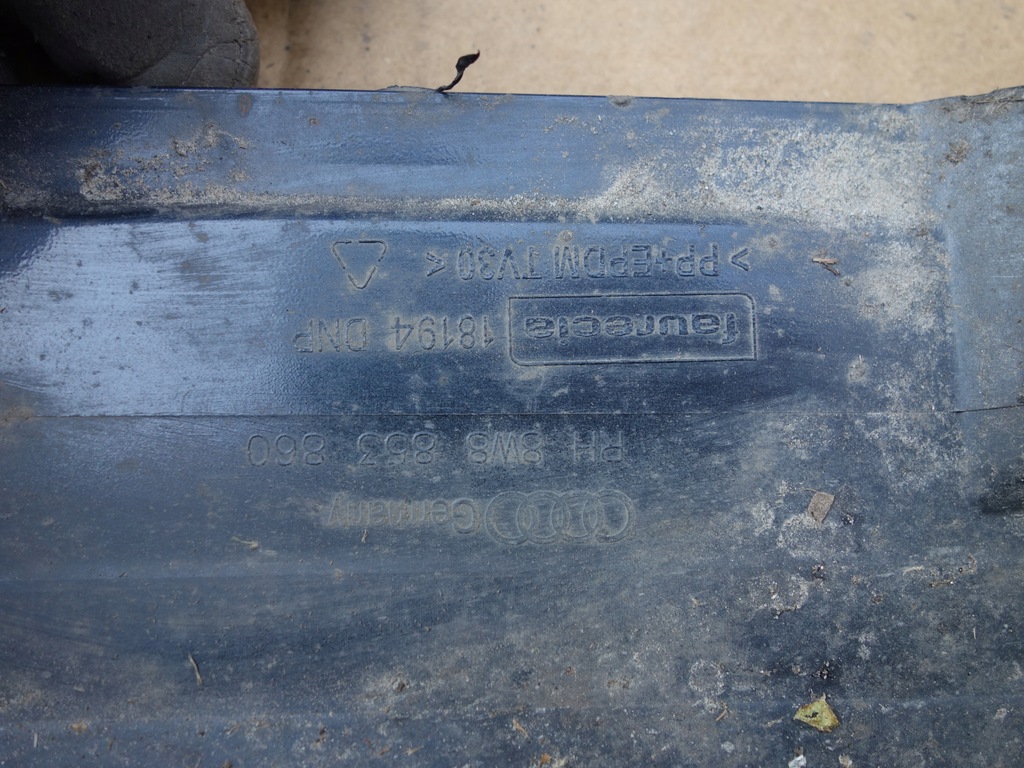 Germany
RH 8W8 853 860
faurecia 18194 DNP
> PP+EPDM TV30 <